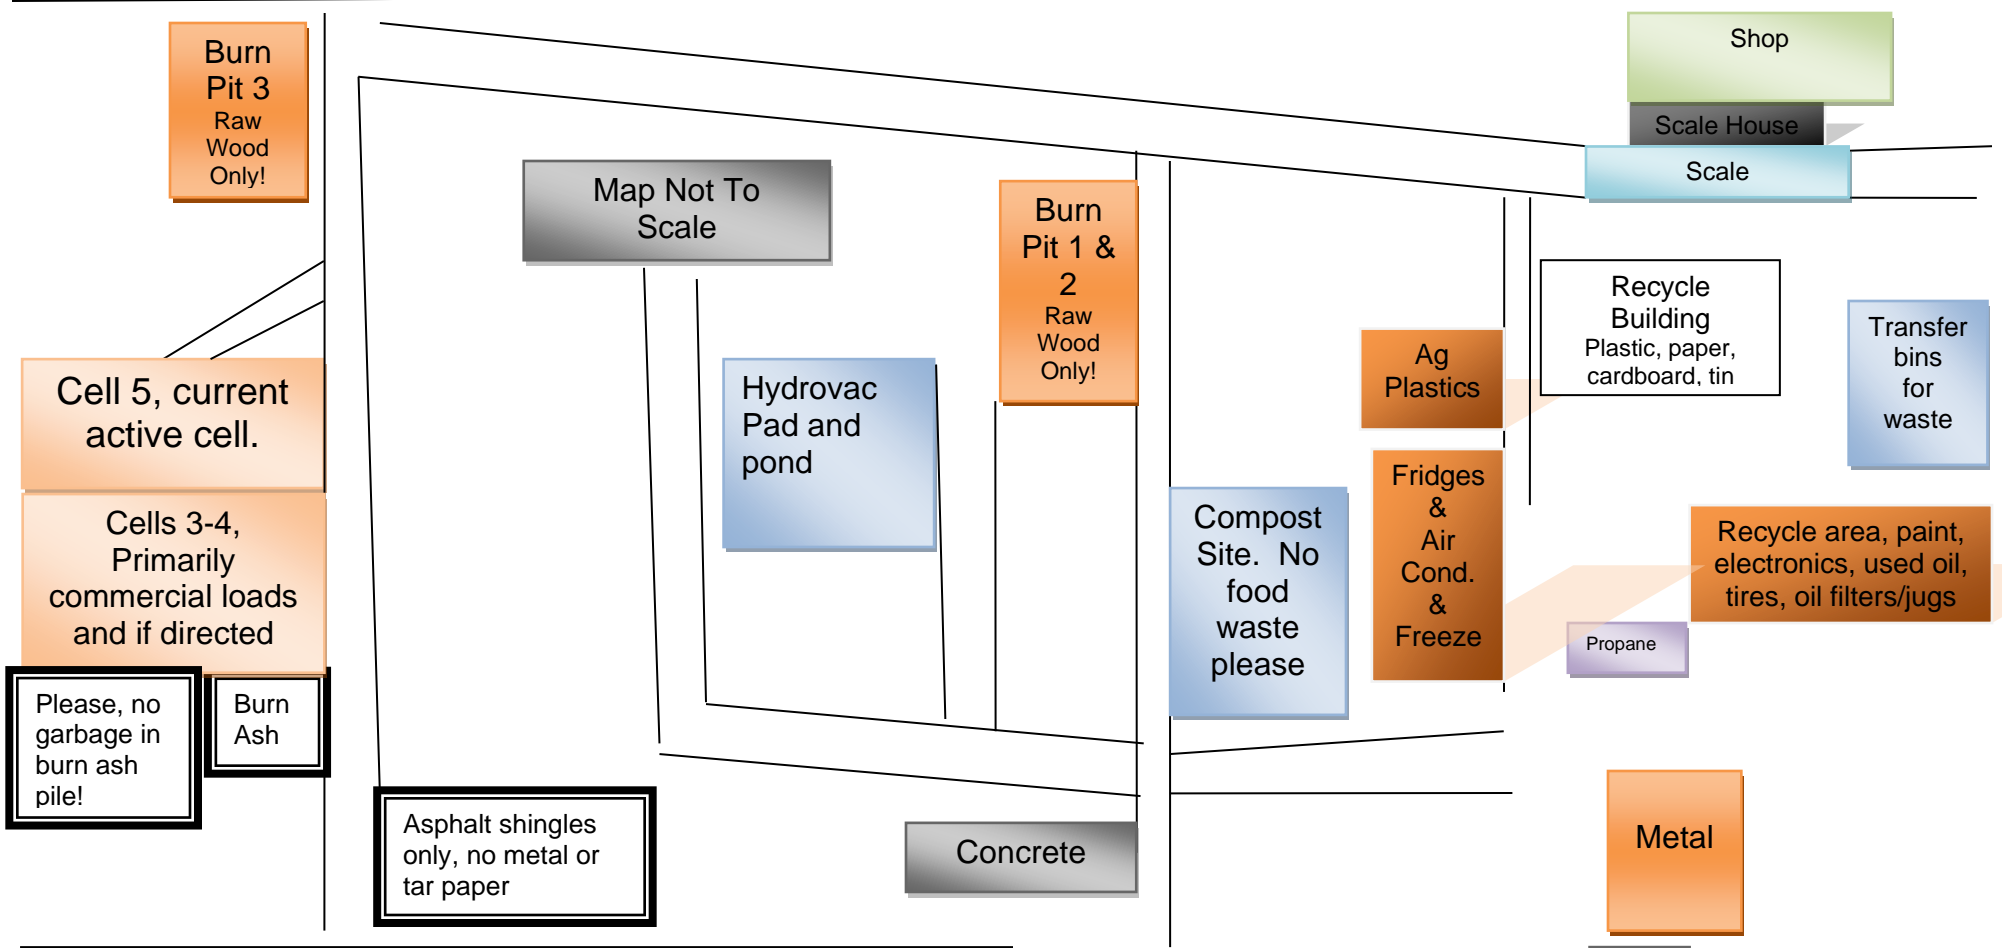 Burn
Pit 3
Raw
Wood
Only!
Map Not To
Scale
Burn
Pit 1 &
2
Raw
Wood
Only!
Shop
Scale House
Scale
Recycle
Building
Plastic, paper,
cardboard, tin
Transfer
bins
for
waste
Ag
Plastics
Cell 5, current
active cell.
Hydrovac
Pad and
pond
Fridges
&
Air
Cond.
&
Freeze
Cells 3-4,
Primarily
commercial loads
and if directed
Compost
Site. No
food
waste
please
Recycle area, paint,
electronics, used oil,
tires, oil filters/jugs
Propane
Please, no
garbage in
burn ash
pile!
Burn
Ash
Asphalt shingles
only, no metal or
tar paper
Concrete
Metal